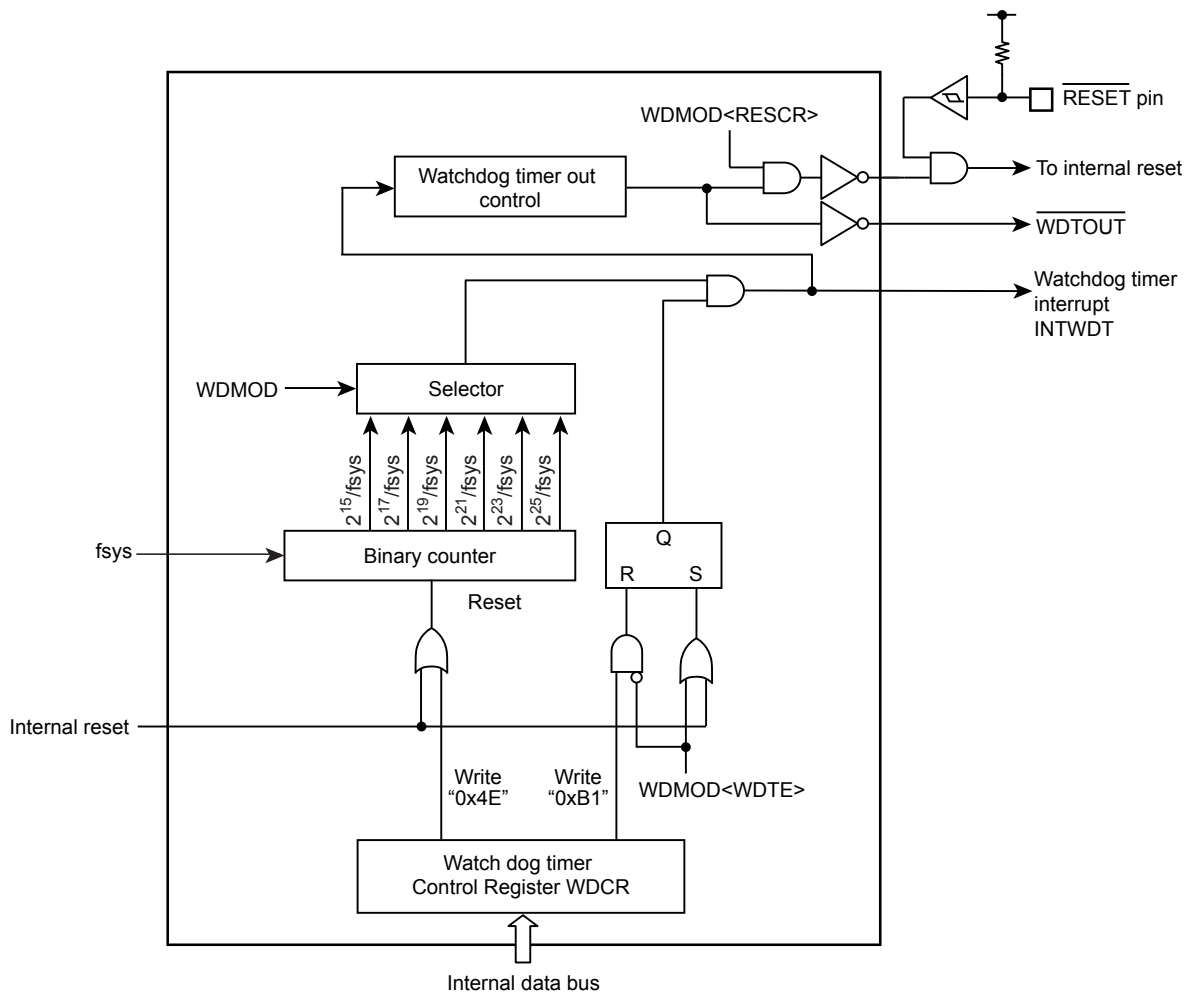 RESET pin
WDMOD<RESCR>
To internal reset
Watchdog timer out
control
WDTOUT
Watchdog timer
interrupt
INTWDT
WDMOD
Selector
2^15/fsys
2^17/fsys
2^19/fsys
2^21/fsys
2^23/fsys
2^25/fsys
fsys
Binary counter
Q
R S
Reset
Internal reset
Write
“0x4E”
Write
“0xB1”
WDMOD<WDTE>
Watch dog timer
Control Register WDCR
Internal data bus